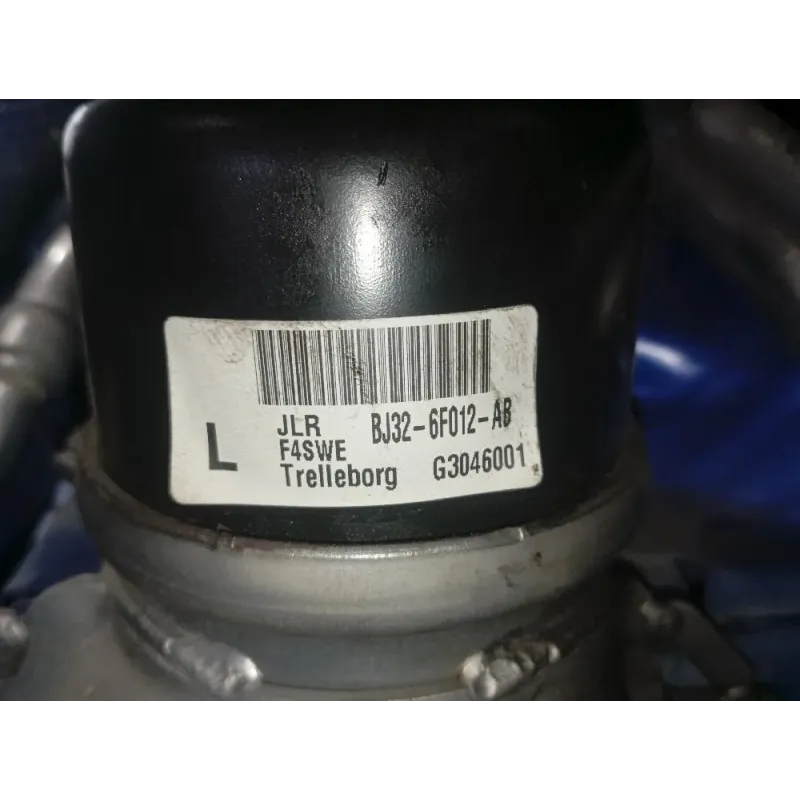 L
JLR BJ32-6F012-AB
F4SWE
Trelleborg G3046001